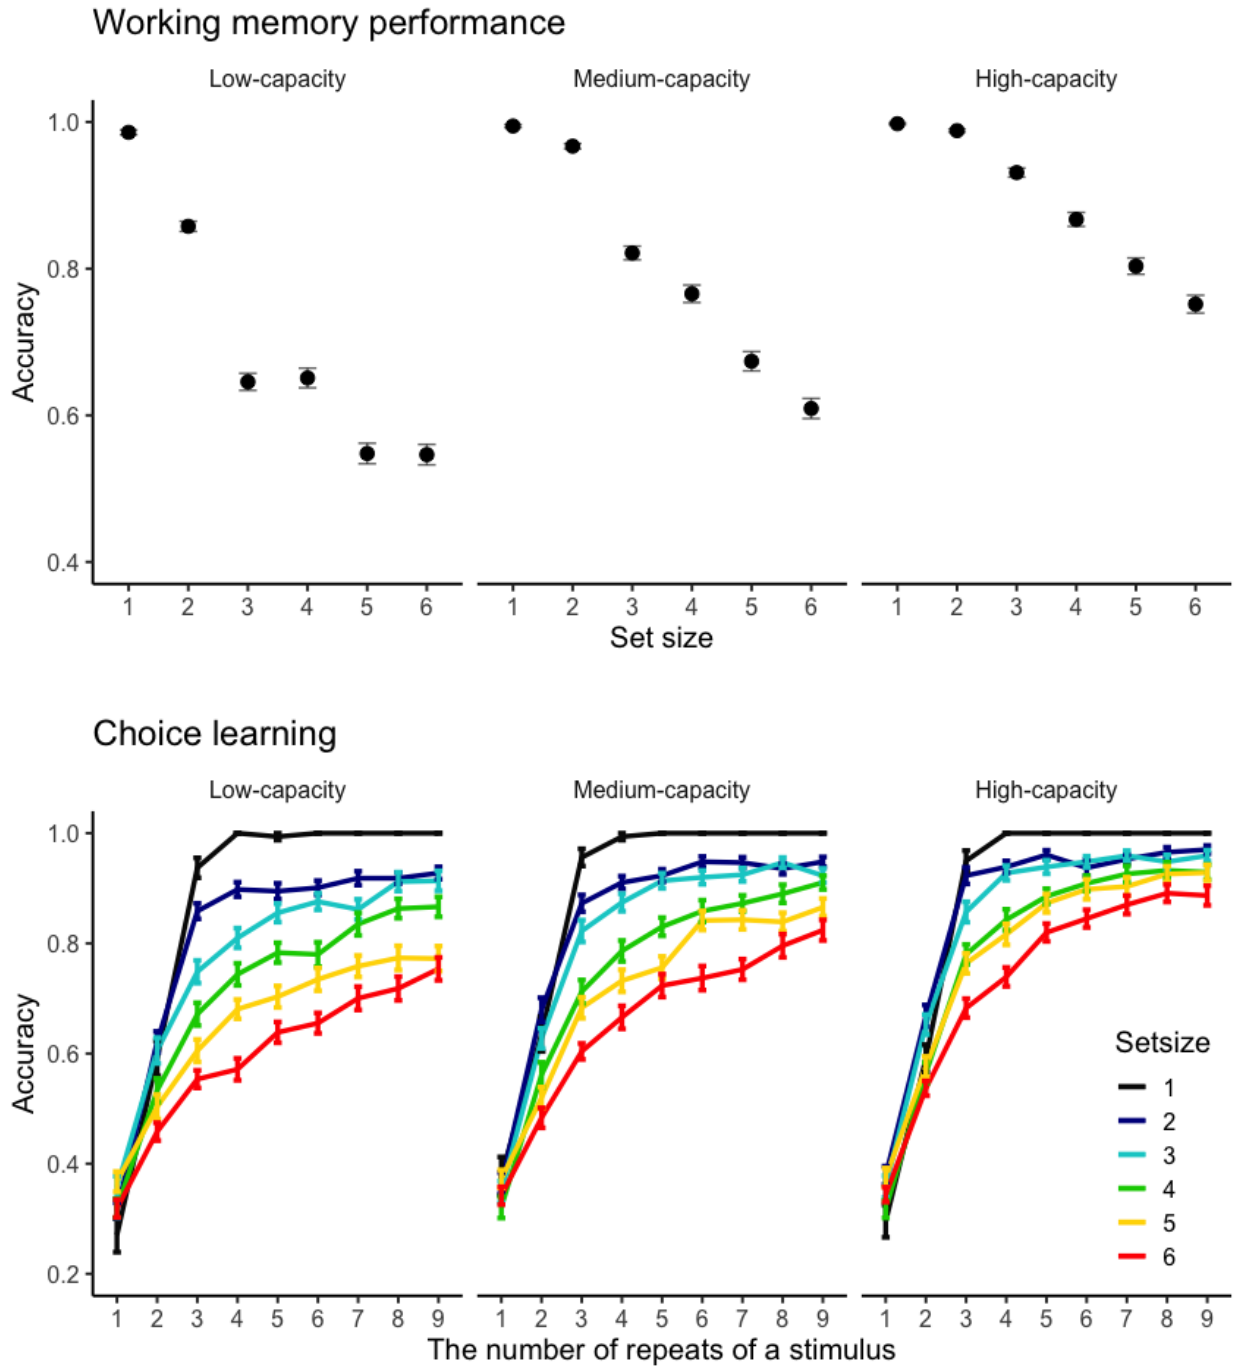 Working memory performance
Low-capacity Medium-capacity High-capacity
1.0
0.8
0.6
0.4
Accuracy
1 2 3 4 5 6 1 2 3 4 5 6 1 2 3 4 5 6
Set size
Choice learning
Low-capacity Medium-capacity High-capacity
1.0
0.8
0.6
0.4
0.2
Accuracy
Setsize
1
2
3
4
5
6
1 2 3 4 5 6 7 8 9 1 2 3 4 5 6 7 8 9 1 2 3 4 5 6 7 8 9
The number of repeats of a stimulus